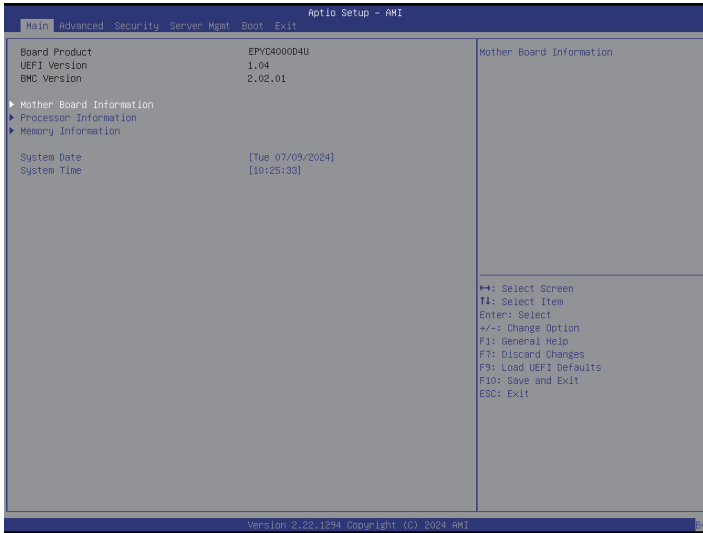 Aptio Setup - AMI
Main Advanced Security Server Mgmt Boot Exit
Board Product EPYC4000D4U
UEFI Version 1.04
BMC Version 2.02.01
Mother Board Information
Processor Information
Memory Information
System Date [Tue 07/09/2024]
System Time [10:25:33]
Mother Board Information
↔: Select Screen
↑↓: Select Item
Enter: Select
+/-: Change Option
F1: General Help
F7: Discard Changes
F9: Load UEFI Defaults
F10: Save and Exit
ESC: Exit
Version 2.22.1294 Copyright (C) 2024 AMI